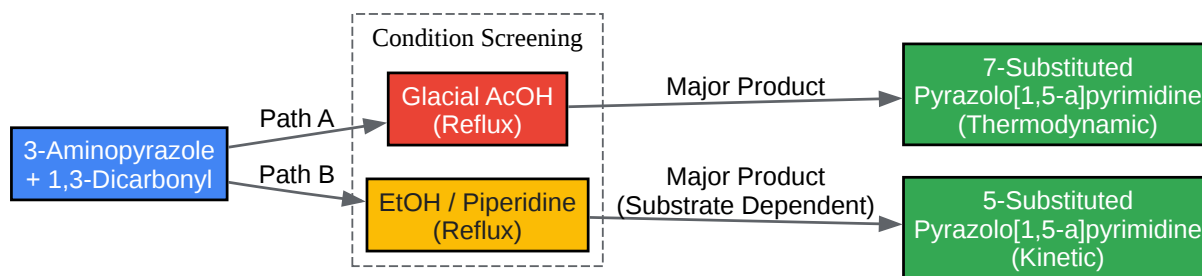 Condition Screening
3-Aminopyrazole
+ 1,3-Dicarbonyl
Path A
Path B
Glacial AcOH
(Reflux)
EtOH / Piperidine
(Reflux)
Major Product
Major Product
(Substrate Dependent)
7-Substituted
Pyrazolo[1,5-a]pyrimidine
(Thermodynamic)
5-Substituted
Pyrazolo[1,5-a]pyrimidine
(Kinetic)